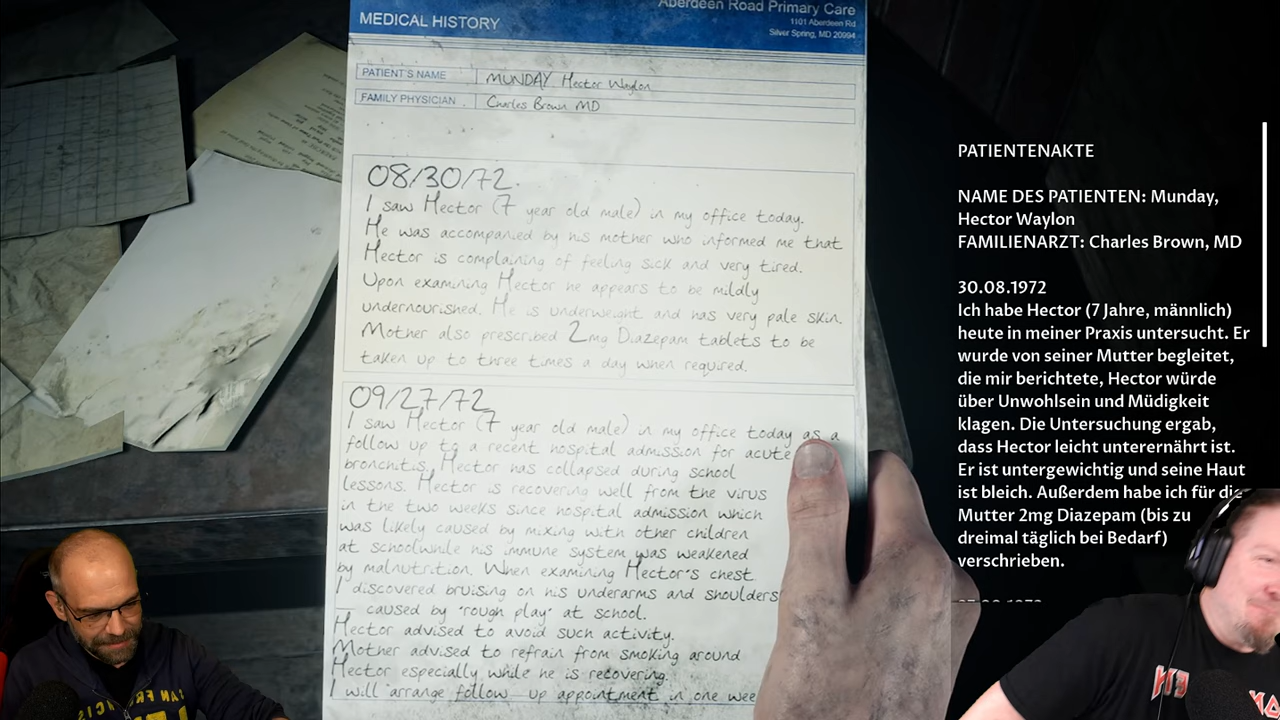 Aberdeen Road Primary Care
1101 Aberdeen Rd
Silver Spring, MD 20994
MEDICAL HISTORY
PATIENT'S NAME MUNDAY Hector Waylon
FAMILY PHYSICIAN Charles Brown MD
08/30/72.
I saw Hector (7 year old male) in my office today.
He was accompanied by his mother who informed me that
Hector is complaining of feeling sick and very tired.
Upon examining Hector he appears to be mildly
undernourished. He is underweight and has very pale skin.
Mother also prescribed 2mg Diazepam tablets to be
taken up to three times a day when required.
09/27/72
I saw Hector (7 year old male) in my office today as a
follow up to a recent hospital admission for acute
bronchitis, Hector has collapsed during school
lessons. Hector is recovering well from the virus
in the two weeks since hospital admission which
was likely caused by mixing with other children
at school while his immune system was weakened
by malnutrition. When examining Hector's chest
I discovered bruising on his underarms and shoulders
— caused by "rough play" at school.
Hector advised to avoid such activity.
Mother advised to refrain from smoking around
Hector especially while he is recovering.
I will arrange follow - up appointment in one wee
PATIENTENAKTE
NAME DES PATIENTEN: Munday,
Hector Waylon
FAMILIENARZT: Charles Brown, MD
30.08.1972
Ich habe Hector (7 Jahre, männlich)
heute in meiner Praxis untersucht. Er
wurde von seiner Mutter begleitet,
die mir berichtete, Hector würde
über Unwohlsein und Müdigkeit
klagen. Die Untersuchung ergab,
dass Hector leicht unterernährt ist.
Er ist untergewichtig und seine Haut
ist bleich. Außerdem habe ich für die
Mutter 2mg Diazepam (bis zu
dreimal täglich bei Bedarf)
verschrieben.